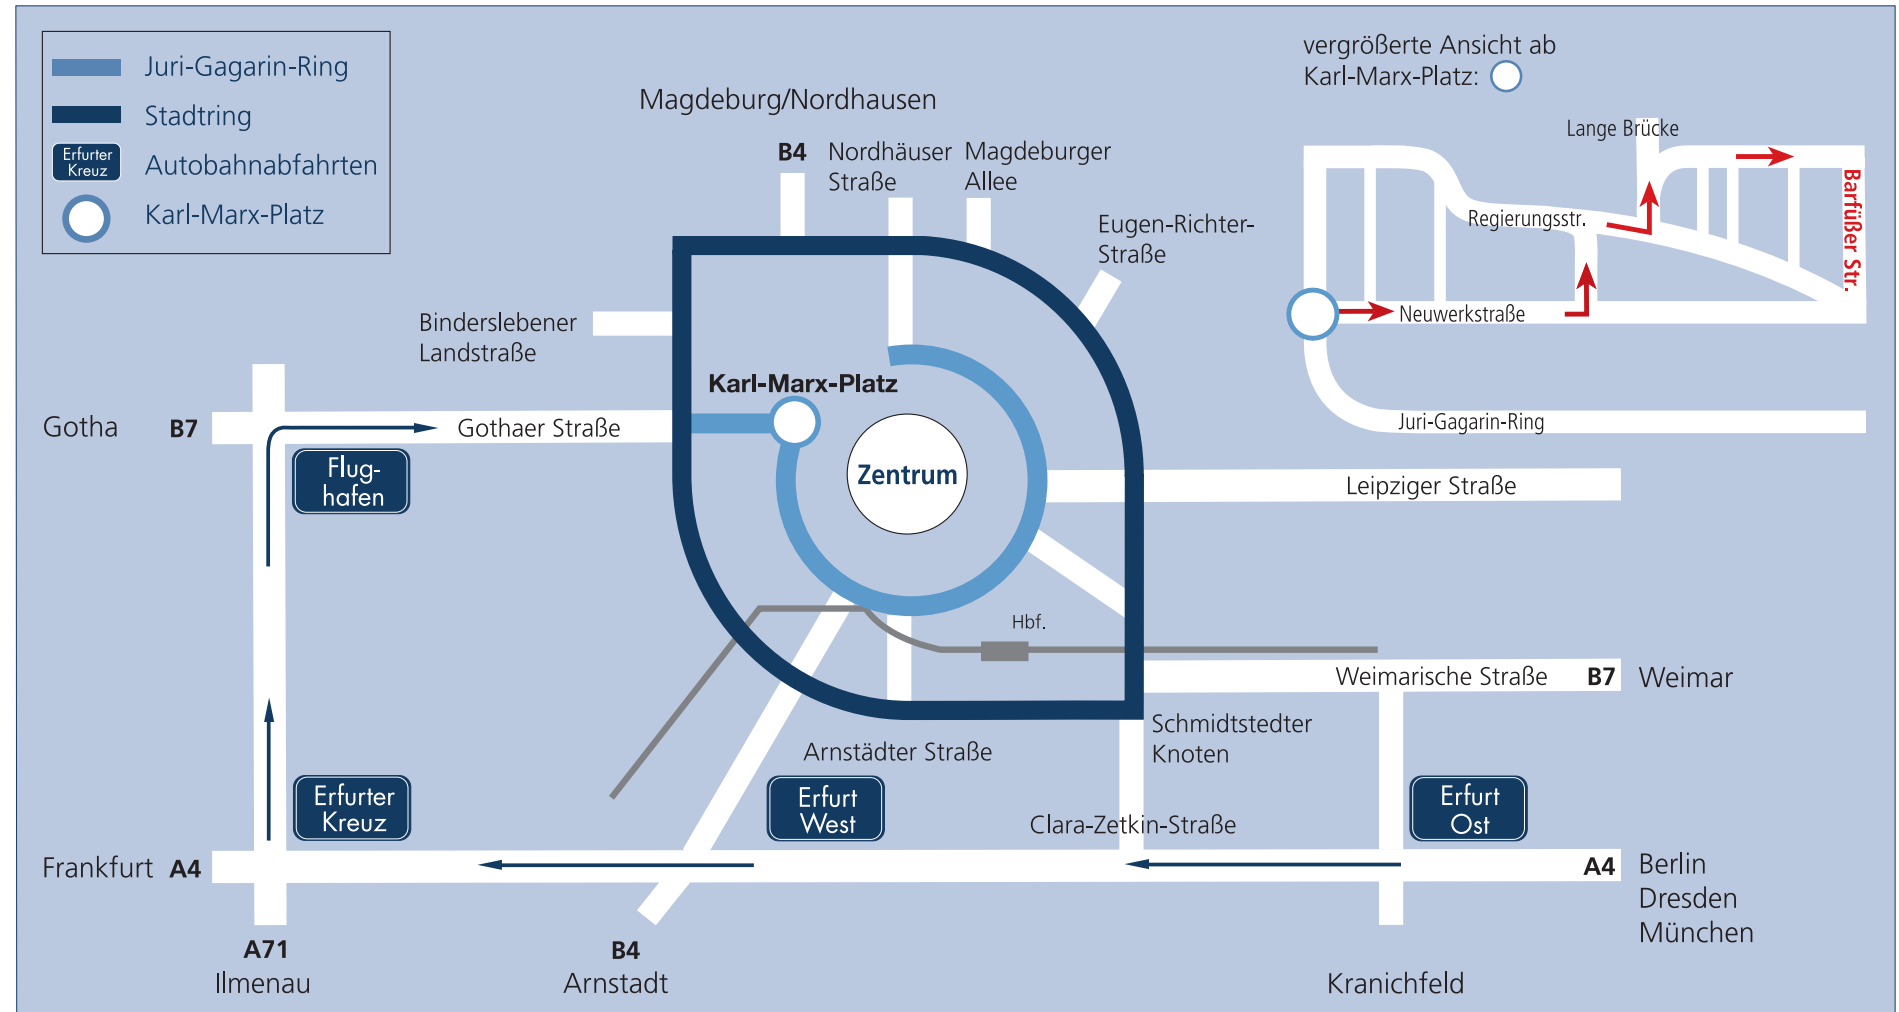 Juri-Gagarin-Ring
Stadtring
Erfurter
Kreuz
Autobahnabfahrten
Karl-Marx-Platz
vergrößerte Ansicht ab
Karl-Marx-Platz:
Lange Brücke
Regierungsstr.
Barfüßer Str.
Neuwerkstraße
Juri-Gagarin-Ring
Magdeburg/Nordhausen
B4
Nordhäuser
Straße
Magdeburger
Allee
Eugen-Richter-
Straße
Binderslebener
Landstraße
Karl-Marx-Platz
Gotha
B7
Gothaer Straße
Flug-
hafen
Zentrum
Leipziger Straße
Hbf.
Weimarische Straße
B7
Weimar
Schmidtstedter
Knoten
Arnstädter Straße
Erfurter
Kreuz
Erfurt
West
Clara-Zetkin-Straße
Erfurt
Ost
Frankfurt
A4
A4
Berlin
Dresden
München
A71
Ilmenau
B4
Arnstadt
Kranichfeld